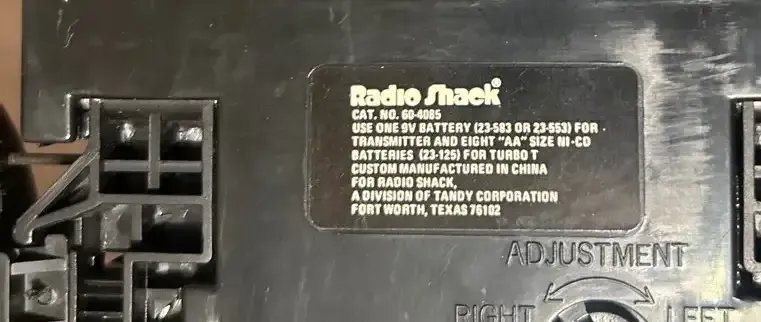 Radio Shack®
CAT. NO. 60-4085
USE ONE 9V BATTERY (23-583 OR 23-553) FOR
TRANSMITTER AND EIGHT "AA" SIZE NI-CD
BATTERIES (23-125) FOR TURBO T
CUSTOM MANUFACTURED IN CHINA
FOR RADIO SHACK,
A DIVISION OF TANDY CORPORATION
FORT WORTH, TEXAS 76102
ADJUSTMENT
RIGHT LEFT